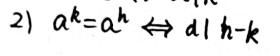 2) a^k = a^h ⇔ d | h-k